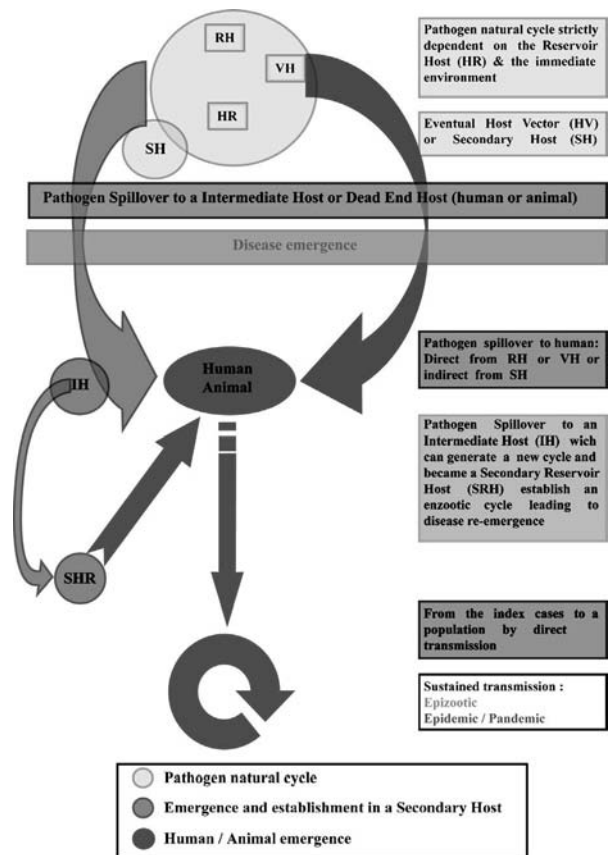 RH
VH
HR
SH
Pathogen natural cycle strictly
dependent on the Reservoir
Host (HR) & the immediate
environment
Eventual Host Vector (HV)
or Secondary Host (SH)
Pathogen Spillover to a Intermediate Host or Dead End Host (human or animal)
Disease emergence
Human
Animal
IH
SHR
Pathogen spillover to human:
Direct from RH or VH or
indirect from SH
Pathogen Spillover to an
Intermediate Host (IH) wich
can generate a new cycle and
became a Secondary Reservoir
Host (SRH) establish an
enzootic cycle leading to
disease re-emergence
From the index cases to a
population by direct
transmission
Sustained transmission :
Epizootic
Epidemic / Pandemic
Pathogen natural cycle
Emergence and establishment in a Secondary Host
Human / Animal emergence